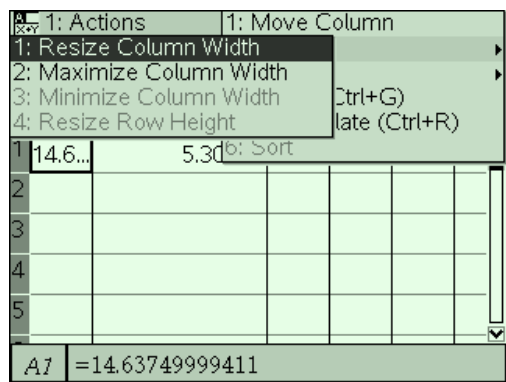 1: Actions 1: Move Column
1: Resize Column Width
2: Maximize Column Width
3: Minimize Column Width Ctrl+G)
4: Resize Row Height late (Ctrl+R)
6: Sort
1 14.6... 5.30
2
3
4
5
A1 =14.63749999411